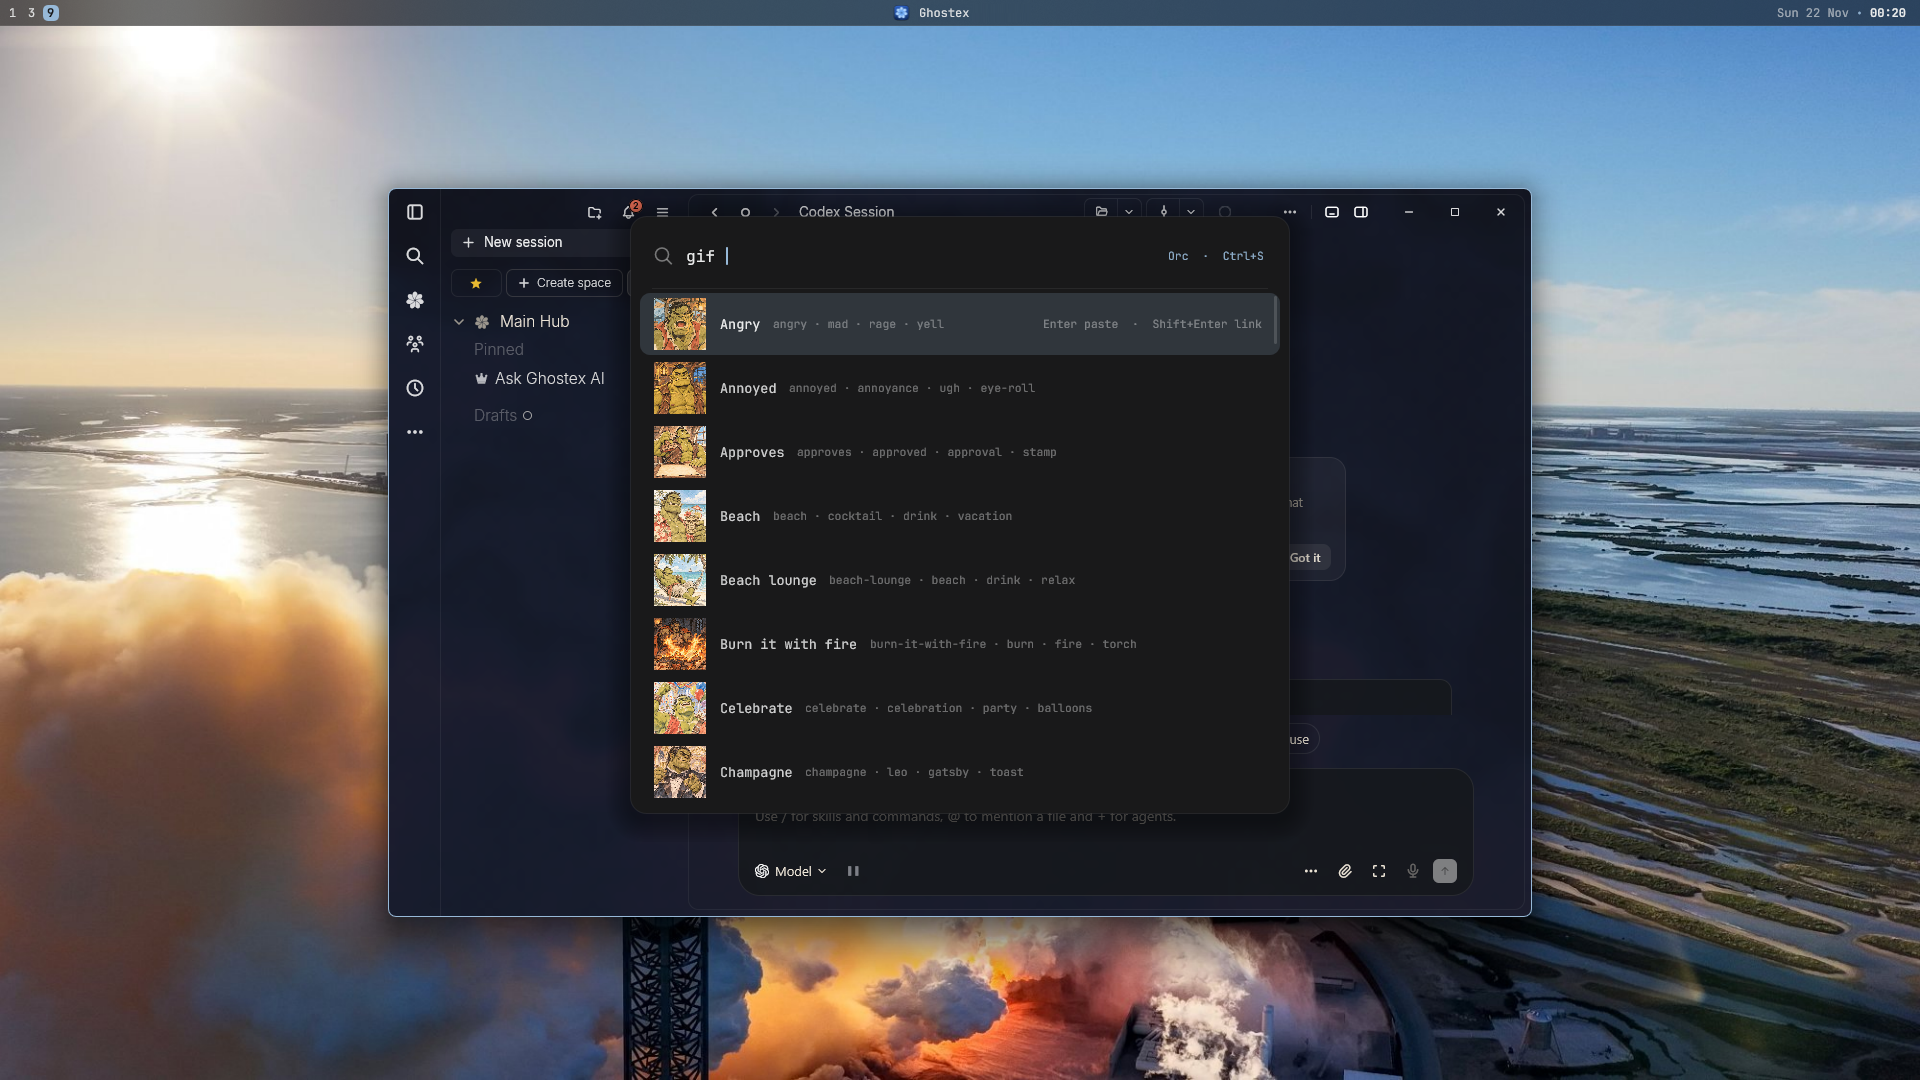 1 3 9
Ghostex
Sun 22 Nov · 00:20
2
Codex Session
New session
Create space
Main Hub
Pinned
Ask Ghostex AI
Drafts
gif
Orc · Ctrl+S
Angry angry · mad · rage · yell Enter paste · Shift+Enter link
Annoyed annoyed · annoyance · ugh · eye-roll
Approves approves · approved · approval · stamp
Beach beach · cocktail · drink · vacation
Beach lounge beach-lounge · beach · drink · relax
Burn it with fire burn-it-with-fire · burn · fire · torch
Celebrate celebrate · celebration · party · balloons
Champagne champagne · leo · gatsby · toast
Got it
Use / for skills and commands, @ to mention a file and + for agents.
Model